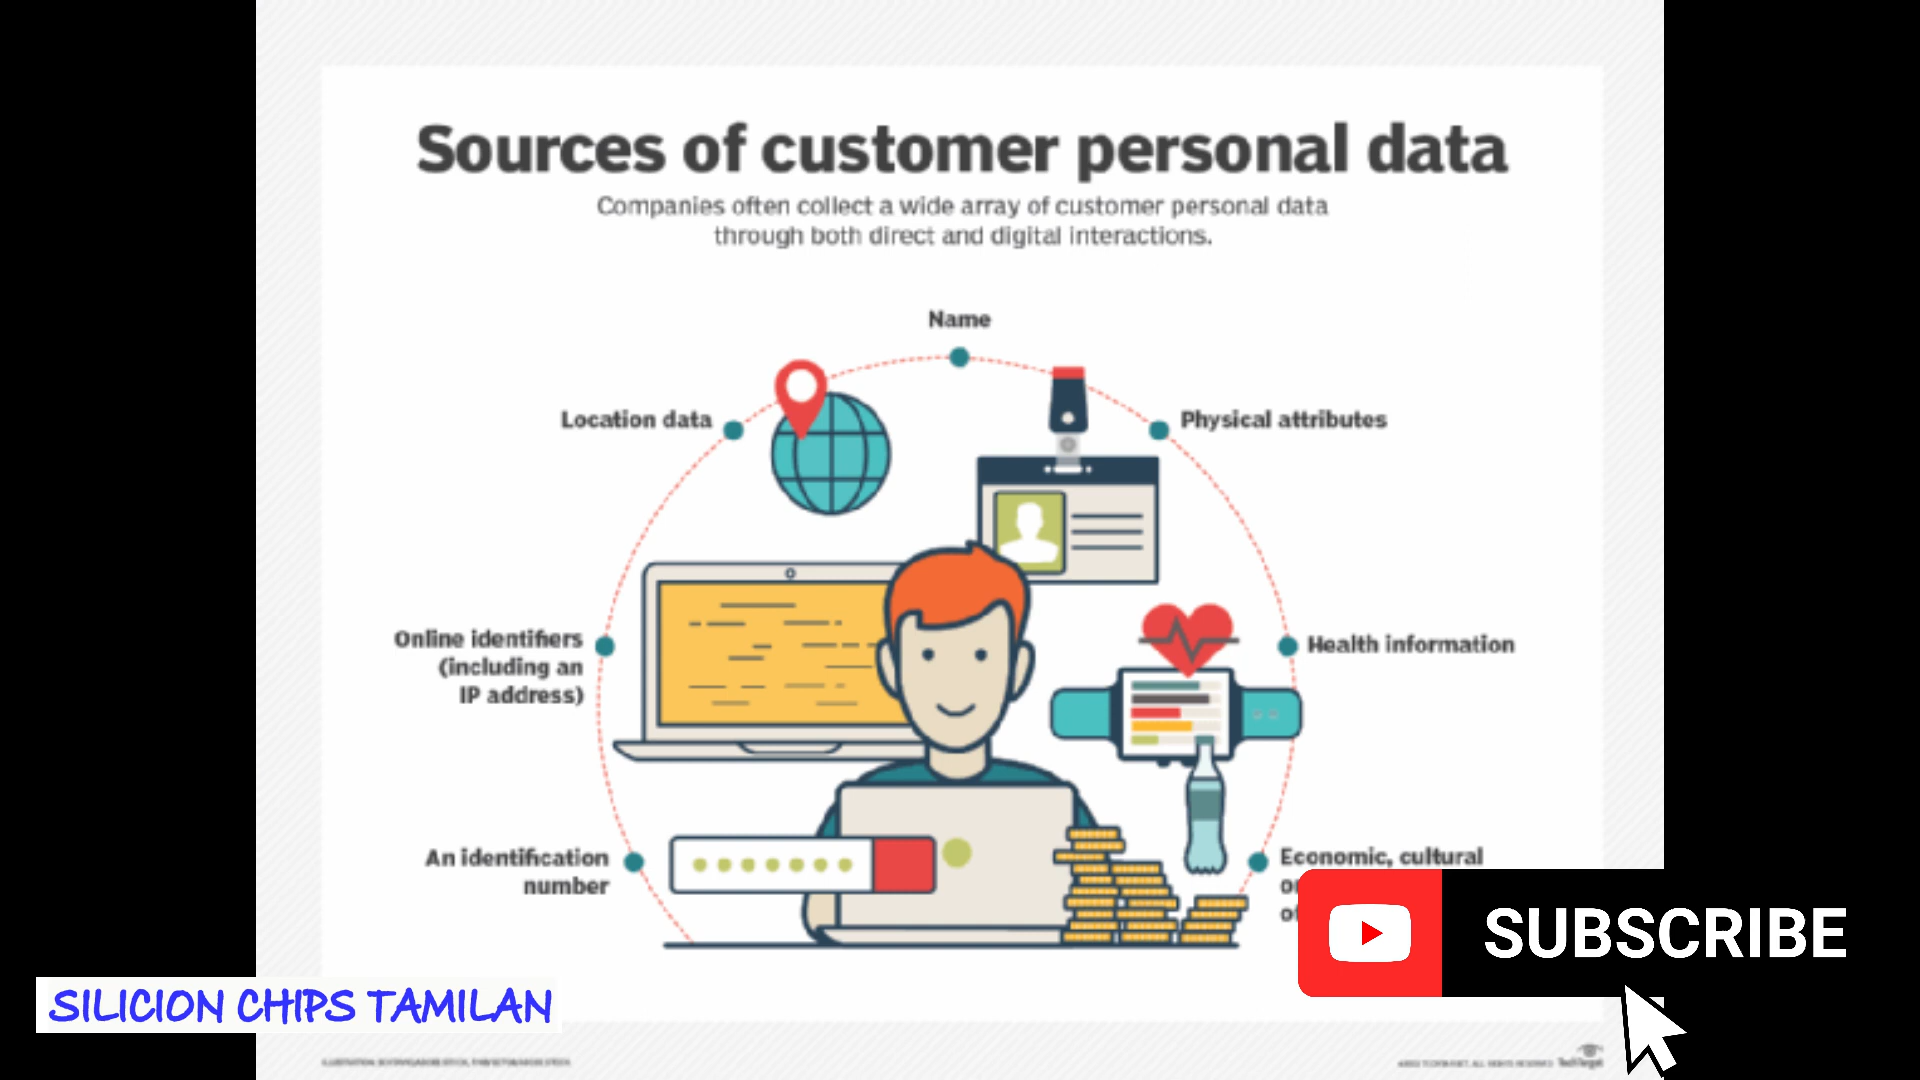 Sources of customer personal data
Companies often collect a wide array of customer personal data
through both direct and digital interactions.
Name
Location data
Physical attributes
Online identifiers
(including an
IP address)
Health information
An identification
number
Economic, cultural
SUBSCRIBE
SILICION CHIPS TAMILAN
TechTarget